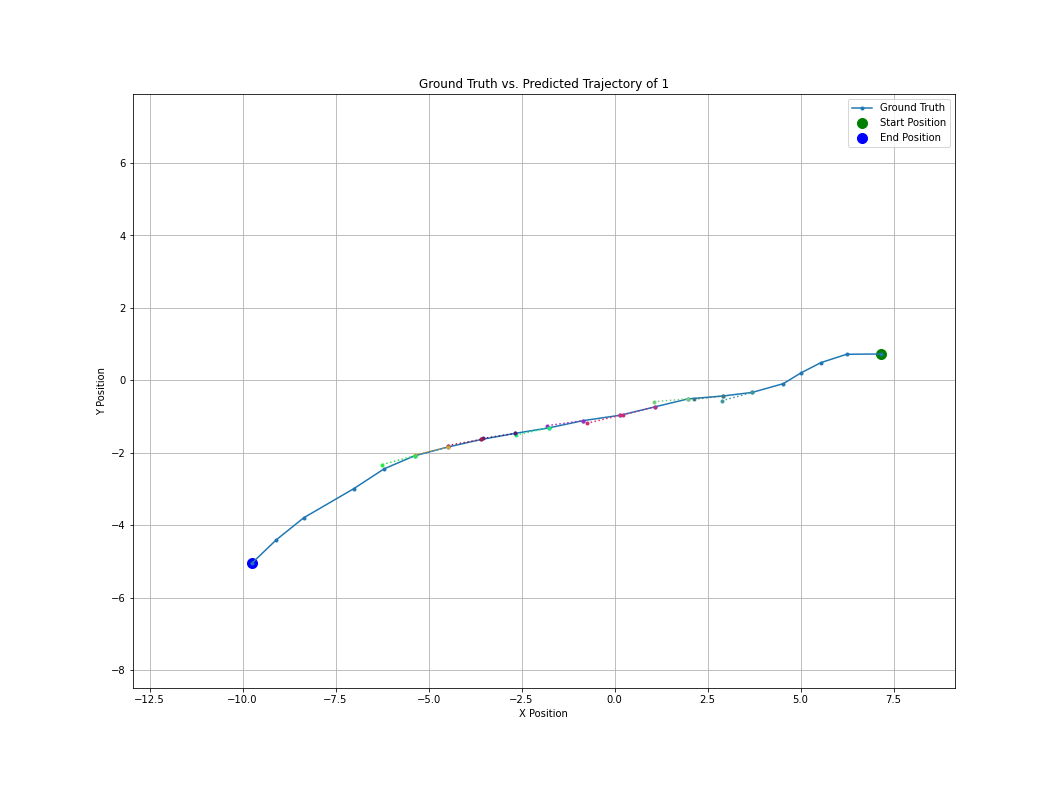 Ground Truth vs. Predicted Trajectory of 1
Ground Truth
Start Position
End Position
6
4
2
0
−2
−4
−6
−8
Y Position
−12.5 −10.0 −7.5 −5.0 −2.5 0.0 2.5 5.0 7.5
X Position